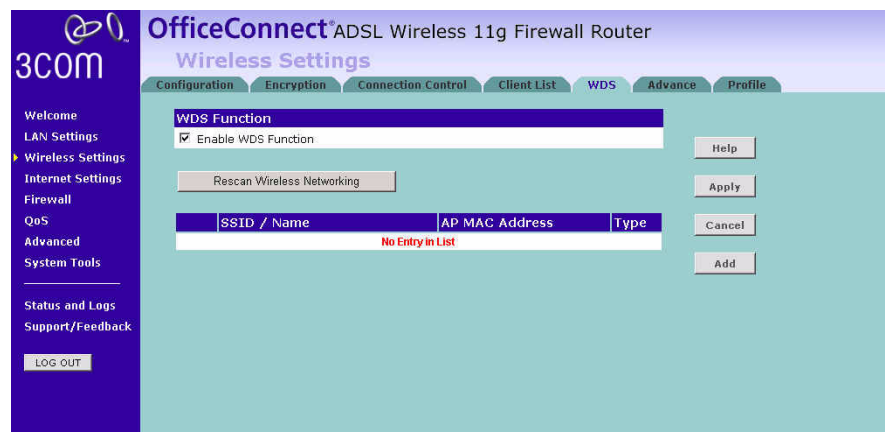 3COM
OfficeConnect® ADSL Wireless 11g Firewall Router
Wireless Settings
Configuration Encryption Connection Control Client List WDS Advance Profile
Welcome
LAN Settings
Wireless Settings
Internet Settings
Firewall
QoS
Advanced
System Tools
Status and Logs
Support/Feedback
LOG OUT
WDS Function
Enable WDS Function
Rescan Wireless Networking
SSID / Name AP MAC Address Type
No Entry in List
Help
Apply
Cancel
Add